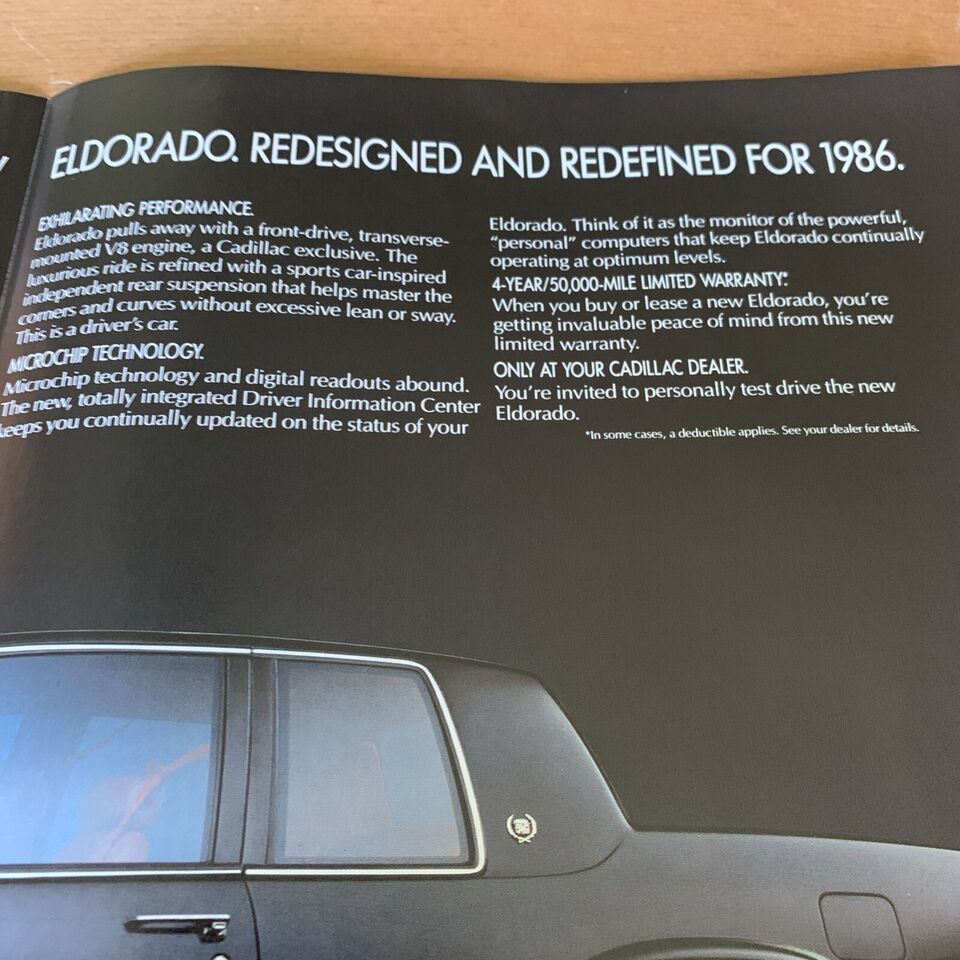 ELDORADO. REDESIGNED AND REDEFINED FOR 1986.
EXHILARATING PERFORMANCE.
Eldorado pulls away with a front-drive, transverse-
mounted V8 engine, a Cadillac exclusive. The
luxurious ride is refined with a sports car-inspired
independent rear suspension that helps master the
corners and curves without excessive lean or sway.
This is a driver's car.
MICROCHIP TECHNOLOGY.
Microchip technology and digital readouts abound.
The new, totally integrated Driver Information Center
keeps you continually updated on the status of your
Eldorado. Think of it as the monitor of the powerful,
"personal" computers that keep Eldorado continually
operating at optimum levels.
4-YEAR/50,000-MILE LIMITED WARRANTY.*
When you buy or lease a new Eldorado, you're
getting invaluable peace of mind from this new
limited warranty.
ONLY AT YOUR CADILLAC DEALER.
You're invited to personally test drive the new
Eldorado.
*In some cases, a deductible applies. See your dealer for details.